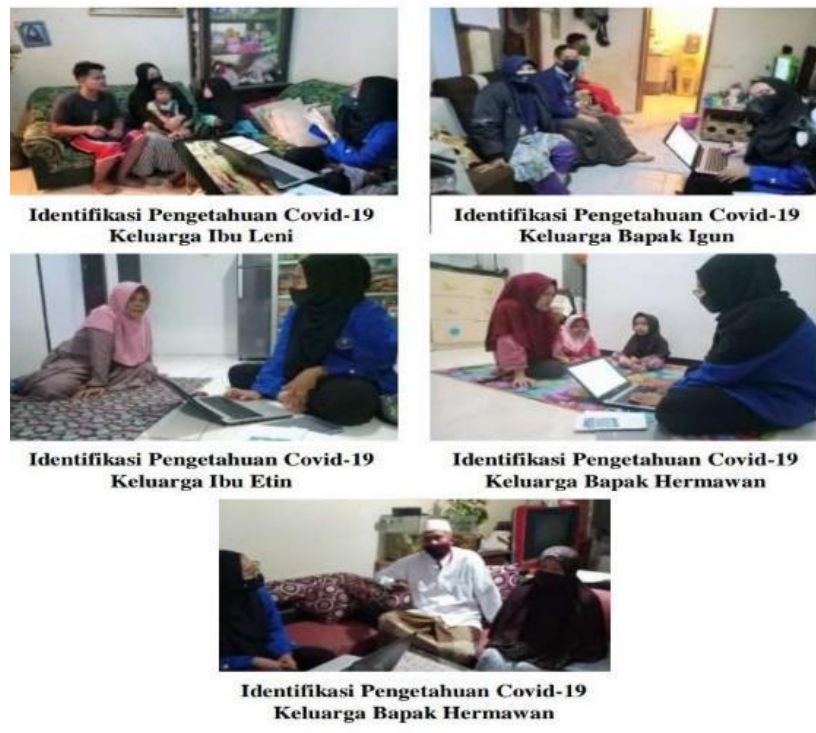 Identifikasi Pengetahuan Covid-19
Keluarga Ibu Leni
Identifikasi Pengetahuan Covid-19
Keluarga Bapak Igun
Identifikasi Pengetahuan Covid-19
Keluarga Ibu Etin
Identifikasi Pengetahuan Covid-19
Keluarga Bapak Hermawan
Identifikasi Pengetahuan Covid-19
Keluarga Bapak Hermawan